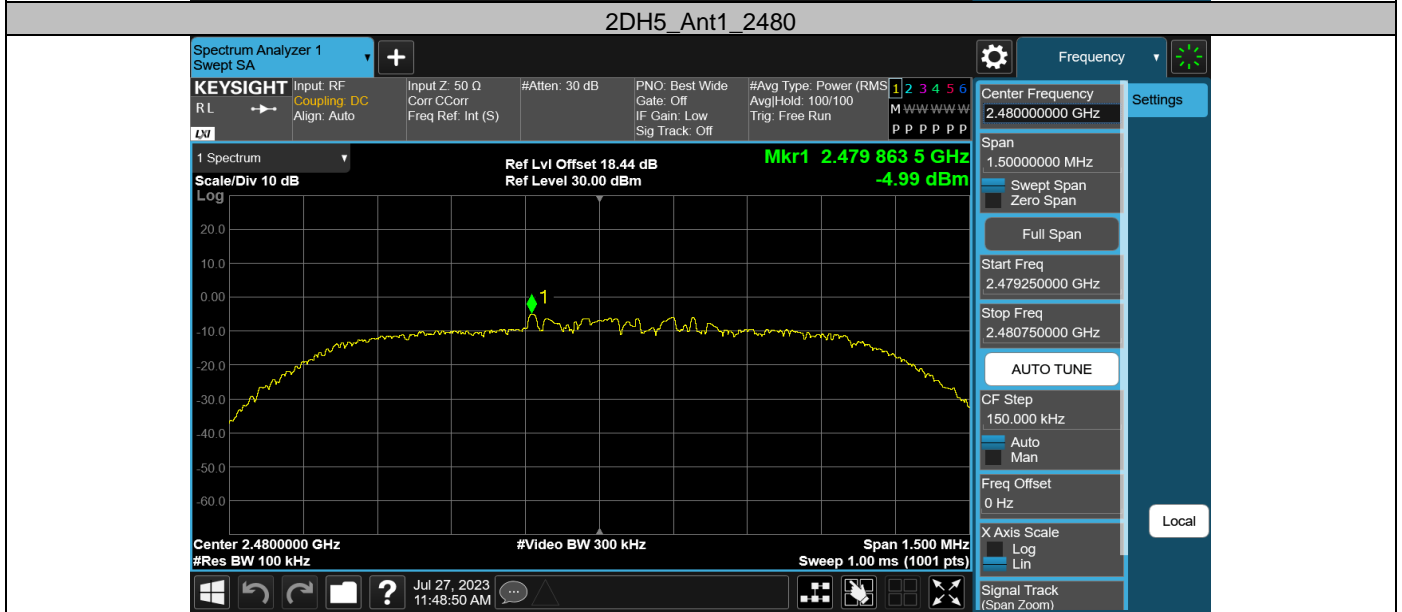 2DH5_Ant1_2480
Spectrum Analyzer 1
Swept SA
+
Frequency
KEYSIGHT
RL
LXI
Input: RF
Coupling: DC
Align: Auto
Input Z: 50 Ω
Corr CCorr
Freq Ref: Int (S)
#Atten: 30 dB
PNO: Best Wide
Gate: Off
IF Gain: Low
Sig Track: Off
#Avg Type: Power (RMS
Avg|Hold: 100/100
Trig: Free Run
1 2 3 4 5 6
M W W W W W
P P P P P P
1 Spectrum
Scale/Div 10 dB
Log
Ref Lvl Offset 18.44 dB
Ref Level 30.00 dBm
Mkr1 2.479 863 5 GHz
-4.99 dBm
20.0
10.0
0.00
-10.0
-20.0
-30.0
-40.0
-50.0
-60.0
1
Center 2.4800000 GHz
#Res BW 100 kHz
#Video BW 300 kHz
Span 1.500 MHz
Sweep 1.00 ms (1001 pts)
?
Jul 27, 2023
11:48:50 AM
Center Frequency
2.480000000 GHz
Settings
Span
1.50000000 MHz
Swept Span
Zero Span
Full Span
Start Freq
2.479250000 GHz
Stop Freq
2.480750000 GHz
AUTO TUNE
CF Step
150.000 kHz
Auto
Man
Freq Offset
0 Hz
X Axis Scale
Log
Lin
Local
Signal Track
(Span Zoom)